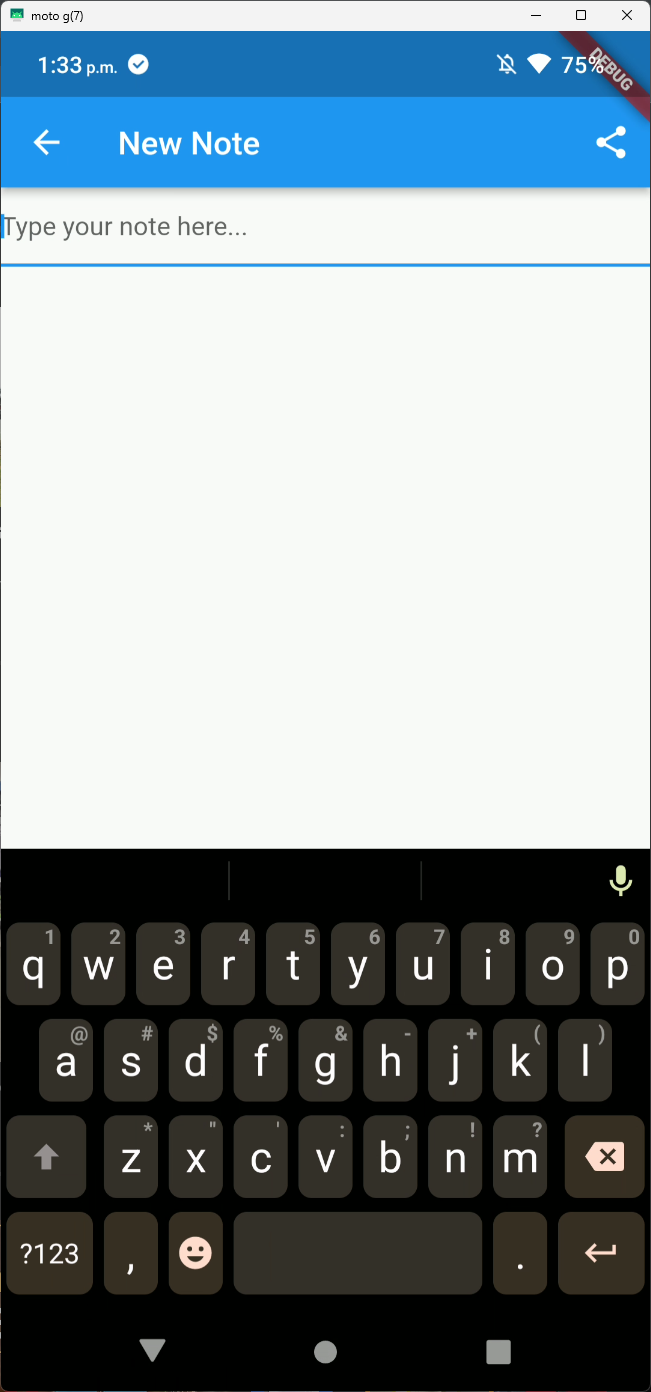 moto g(7)
1:33 p.m. 75%
DEBUG
New Note
Type your note here...
1 2 3 4 5 6 7 8 9 0
q w e r t y u i o p
@ # $ % & - + ( )
a s d f g h j k l
* " ' : ; ! ?
z x c v b n m
?123 , .